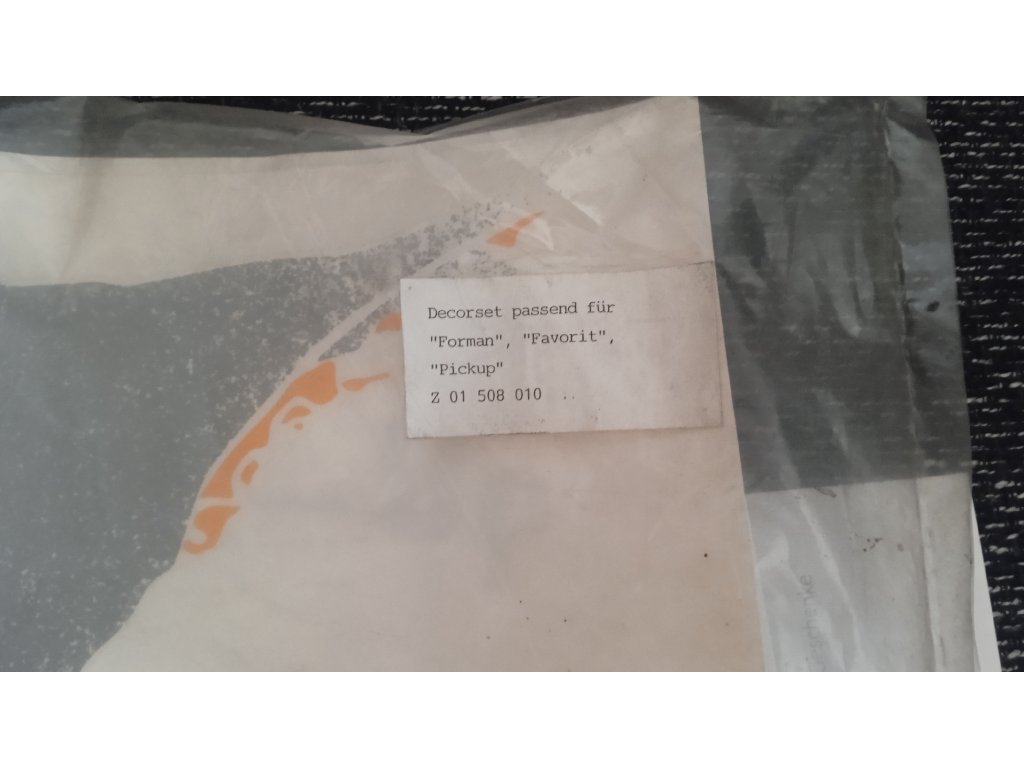 Decorset passend für
"Forman", "Favorit",
"Pickup"
Z 01 508 010 ..